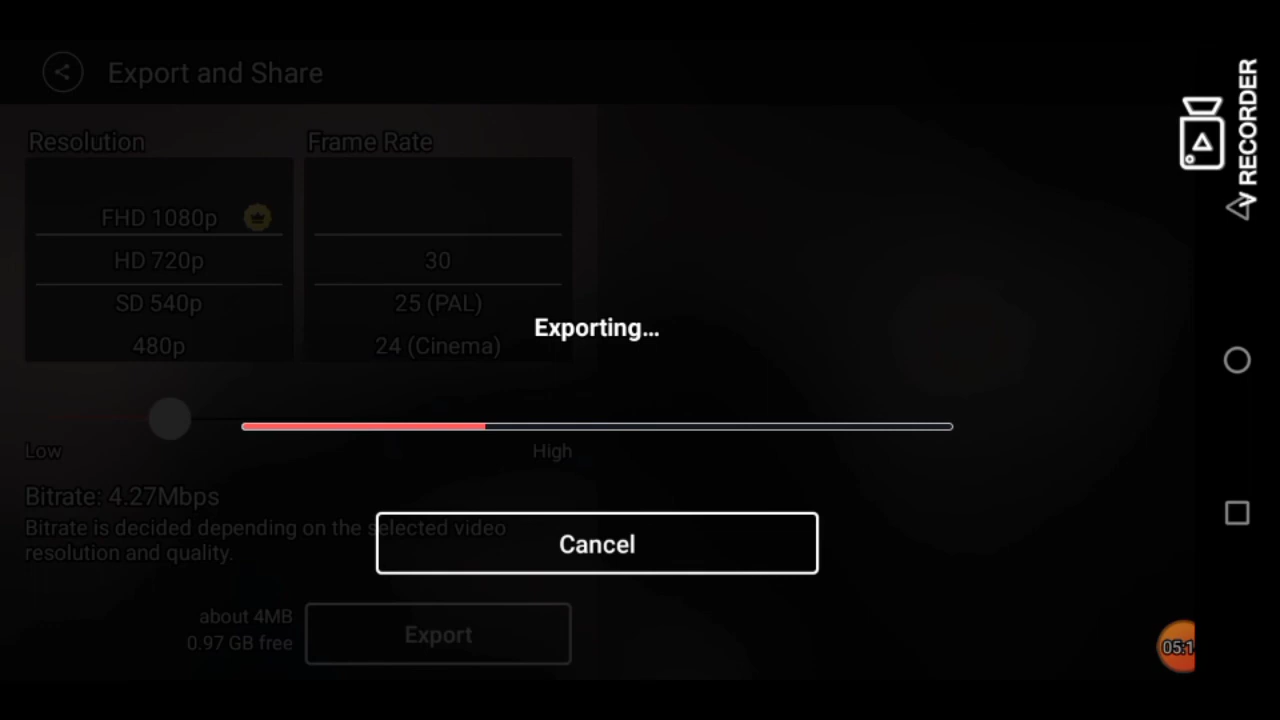 Export and Share
Resolution
Frame Rate
FHD 1080p
HD 720p
SD 540p
480p
30
25 (PAL)
24 (Cinema)
Exporting...
Low
High
Bitrate: 4.27Mbps
Bitrate is decided depending on the selected video
resolution and quality.
Cancel
about 4MB
0.97 GB free
Export
V RECORDER